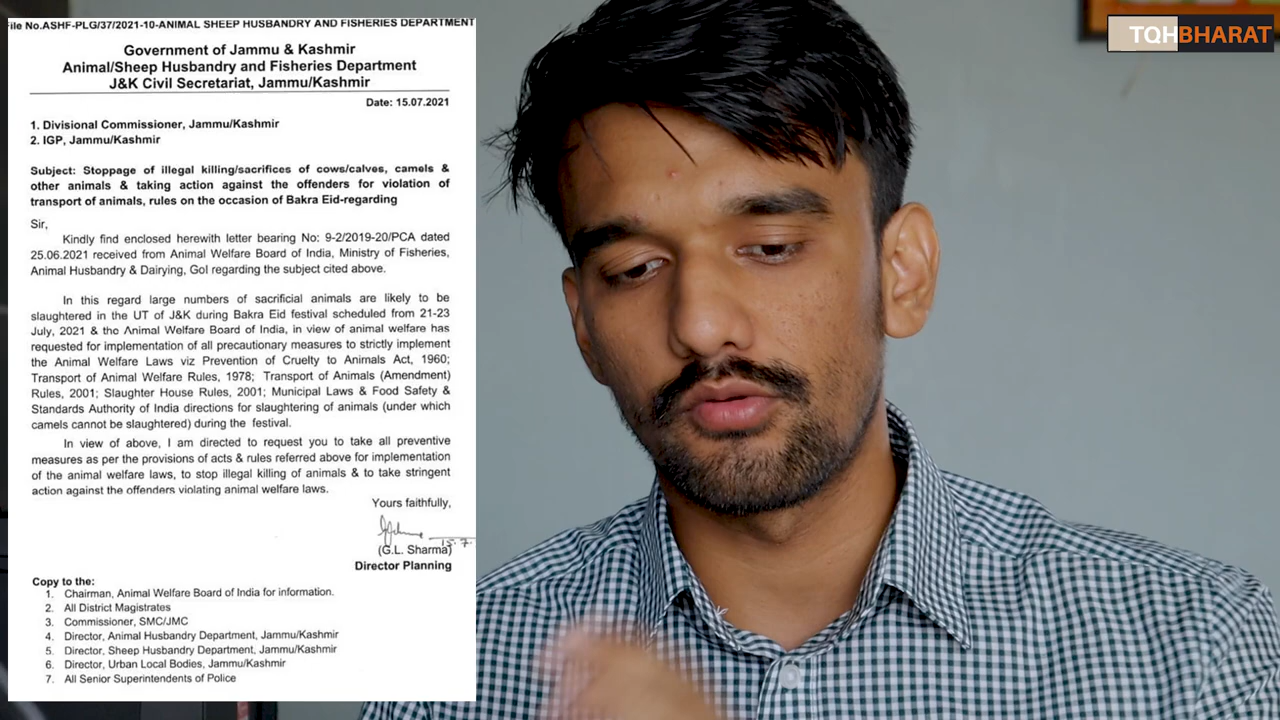 ile No.ASHF-PLG/37/2021-10-ANIMAL SHEEP HUSBANDRY AND FISHERIES DEPARTMENT
Government of Jammu & Kashmir
Animal/Sheep Husbandry and Fisheries Department
J&K Civil Secretariat, Jammu/Kashmir
Date: 15.07.2021
1. Divisional Commissioner, Jammu/Kashmir
2. IGP, Jammu/Kashmir
Subject: Stoppage of illegal killing/sacrifices of cows/calves, camels &
other animals & taking action against the offenders for violation of
transport of animals, rules on the occasion of Bakra Eid-regarding
Sir,
Kindly find enclosed herewith letter bearing No: 9-2/2019-20/PCA dated
25.06.2021 received from Animal Welfare Board of India, Ministry of Fisheries,
Animal Husbandry & Dairying, GoI regarding the subject cited above.
In this regard large numbers of sacrificial animals are likely to be
slaughtered in the UT of J&K during Bakra Eid festival scheduled from 21-23
July, 2021 & the Animal Welfare Board of India, in view of animal welfare has
requested for implementation of all precautionary measures to strictly implement
the Animal Welfare Laws viz Prevention of Cruelty to Animals Act, 1960;
Transport of Animal Welfare Rules, 1978; Transport of Animals (Amendment)
Rules, 2001; Slaughter House Rules, 2001; Municipal Laws & Food Safety &
Standards Authority of India directions for slaughtering of animals (under which
camels cannot be slaughtered) during the festival.
In view of above, I am directed to request you to take all preventive
measures as per the provisions of acts & rules referred above for implementation
of the animal welfare laws, to stop illegal killing of animals & to take stringent
action against the offenders violating animal welfare laws.
Yours faithfully,
15.7.
(G.L. Sharma)
Director Planning
Copy to the:
1. Chairman, Animal Welfare Board of India for information.
2. All District Magistrates
3. Commissioner, SMC/JMC
4. Director, Animal Husbandry Department, Jammu/Kashmir
5. Director, Sheep Husbandry Department, Jammu/Kashmir
6. Director, Urban Local Bodies, Jammu/Kashmir
7. All Senior Superintendents of Police
TQHBHARAT